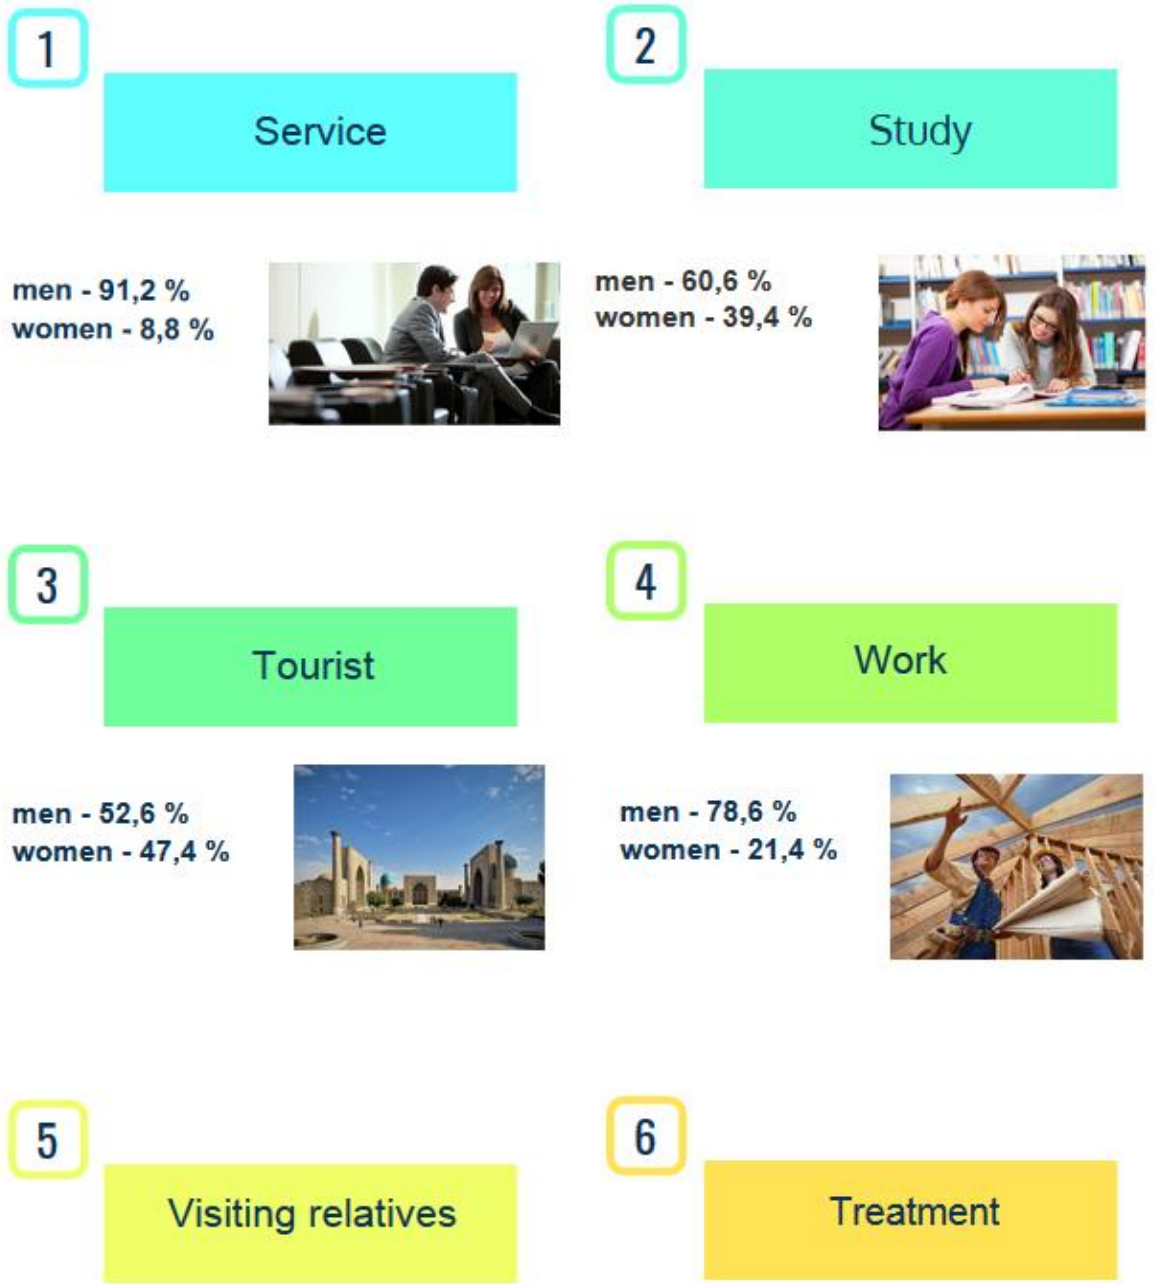 1
Service
men - 91,2 %
women - 8,8 %
2
Study
men - 60,6 %
women - 39,4 %
3
Tourist
men - 52,6 %
women - 47,4 %
4
Work
men - 78,6 %
women - 21,4 %
5
Visiting relatives
6
Treatment